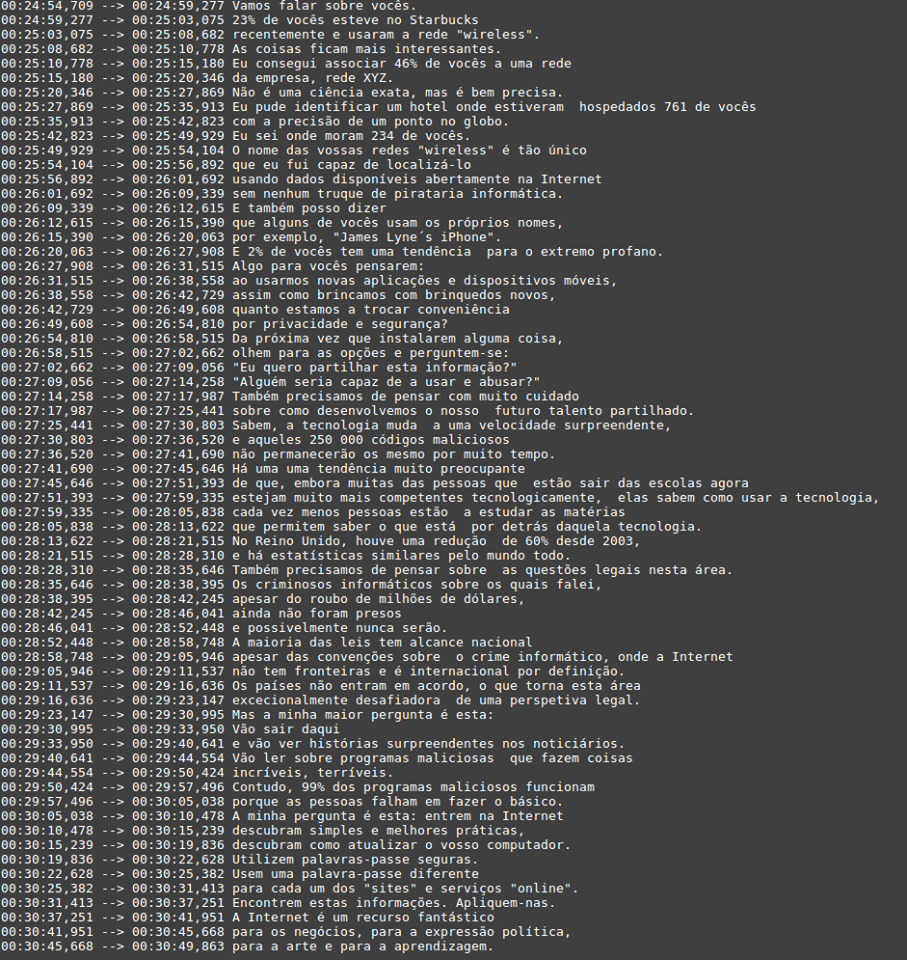 00:24:54,709 --> 00:24:59,277 Vamos falar sobre vocês.
00:24:59,277 --> 00:25:03,075 23% de vocês esteve no Starbucks
00:25:03,075 --> 00:25:08,682 recentemente e usaram a rede "wireless".
00:25:08,682 --> 00:25:10,778 As coisas ficam mais interessantes.
00:25:10,778 --> 00:25:15,180 Eu consegui associar 46% de vocês a uma rede
00:25:15,180 --> 00:25:20,346 da empresa, rede XYZ.
00:25:20,346 --> 00:25:27,869 Não é uma ciência exata, mas é bem precisa.
00:25:27,869 --> 00:25:35,913 Eu pude identificar um hotel onde estiveram  hospedados 761 de vocês
00:25:35,913 --> 00:25:42,823 com a precisão de um ponto no globo.
00:25:42,823 --> 00:25:49,929 Eu sei onde moram 234 de vocês.
00:25:49,929 --> 00:25:54,104 O nome das vossas redes "wireless" é tão único
00:25:54,104 --> 00:25:56,892 que eu fui capaz de localizá-lo
00:25:56,892 --> 00:26:01,692 usando dados disponíveis abertamente na Internet
00:26:01,692 --> 00:26:09,339 sem nenhum truque de pirataria informática.
00:26:09,339 --> 00:26:12,615 E também posso dizer
00:26:12,615 --> 00:26:15,390 que alguns de vocês usam os próprios nomes,
00:26:15,390 --> 00:26:20,063 por exemplo, "James Lyne´s iPhone".
00:26:20,063 --> 00:26:27,908 E 2% de vocês tem uma tendência  para o extremo profano.
00:26:27,908 --> 00:26:31,515 Algo para vocês pensarem:
00:26:31,515 --> 00:26:38,558 ao usarmos novas aplicações e dispositivos móveis,
00:26:38,558 --> 00:26:42,729 assim como brincamos com brinquedos novos,
00:26:42,729 --> 00:26:49,608 quanto estamos a trocar conveniência
00:26:49,608 --> 00:26:54,810 por privacidade e segurança?
00:26:54,810 --> 00:26:58,515 Da próxima vez que instalarem alguma coisa,
00:26:58,515 --> 00:27:02,662 olhem para as opções e perguntem-se:
00:27:02,662 --> 00:27:09,056 "Eu quero partilhar esta informação?"
00:27:09,056 --> 00:27:14,258 "Alguém seria capaz de a usar e abusar?"
00:27:14,258 --> 00:27:17,987 Também precisamos de pensar com muito cuidado
00:27:17,987 --> 00:27:25,441 sobre como desenvolvemos o nosso  futuro talento partilhado.
00:27:25,441 --> 00:27:30,803 Sabem, a tecnologia muda  a uma velocidade surpreendente,
00:27:30,803 --> 00:27:36,520 e aqueles 250 000 códigos maliciosos
00:27:36,520 --> 00:27:41,690 não permanecerão os mesmo por muito tempo.
00:27:41,690 --> 00:27:45,646 Há uma uma tendência muito preocupante
00:27:45,646 --> 00:27:51,393 de que, embora muitas das pessoas que  estão sair das escolas agora
00:27:51,393 --> 00:27:59,335 estejam muito mais competentes tecnologicamente,  elas sabem como usar a tecnologia,
00:27:59,335 --> 00:28:05,838 cada vez menos pessoas estão  a estudar as matérias
00:28:05,838 --> 00:28:13,622 que permitem saber o que está  por detrás daquela tecnologia.
00:28:13,622 --> 00:28:21,515 No Reino Unido, houve uma redução  de 60% desde 2003,
00:28:21,515 --> 00:28:28,310 e há estatísticas similares pelo mundo todo.
00:28:28,310 --> 00:28:35,646 Também precisamos de pensar sobre  as questões legais nesta área.
00:28:35,646 --> 00:28:38,395 Os criminosos informáticos sobre os quais falei,
00:28:38,395 --> 00:28:42,245 apesar do roubo de milhões de dólares,
00:28:42,245 --> 00:28:46,041 ainda não foram presos
00:28:46,041 --> 00:28:52,448 e possivelmente nunca serão.
00:28:52,448 --> 00:28:58,748 A maioria das leis tem alcance nacional
00:28:58,748 --> 00:29:05,946 apesar das convenções sobre  o crime informático, onde a Internet
00:29:05,946 --> 00:29:11,537 não tem fronteiras e é internacional por definição.
00:29:11,537 --> 00:29:16,636 Os países não entram em acordo, o que torna esta área
00:29:16,636 --> 00:29:23,147 excecionalmente desafiadora  de uma perspetiva legal.
00:29:23,147 --> 00:29:30,995 Mas a minha maior pergunta é esta:
00:29:30,995 --> 00:29:33,950 Vão sair daqui
00:29:33,950 --> 00:29:40,641 e vão ver histórias surpreendentes nos noticiários.
00:29:40,641 --> 00:29:44,554 Vão ler sobre programas maliciosos  que fazem coisas
00:29:44,554 --> 00:29:50,424 incríveis, terríveis.
00:29:50,424 --> 00:29:57,496 Contudo, 99% dos programas maliciosos funcionam
00:29:57,496 --> 00:30:05,038 porque as pessoas falham em fazer o básico.
00:30:05,038 --> 00:30:10,478 A minha pergunta é esta: entrem na Internet
00:30:10,478 --> 00:30:15,239 descubram simples e melhores práticas,
00:30:15,239 --> 00:30:19,836 descubram como atualizar o vosso computador.
00:30:19,836 --> 00:30:22,628 Utilizem palavras-passe seguras.
00:30:22,628 --> 00:30:25,382 Usem uma palavra-passe diferente
00:30:25,382 --> 00:30:31,413 para cada um dos "sites" e serviços "online".
00:30:31,413 --> 00:30:37,251 Encontrem estas informações. Apliquem-nas.
00:30:37,251 --> 00:30:41,951 A Internet é um recurso fantástico
00:30:41,951 --> 00:30:45,668 para os negócios, para a expressão política,
00:30:45,668 --> 00:30:49,863 para a arte e para a aprendizagem.